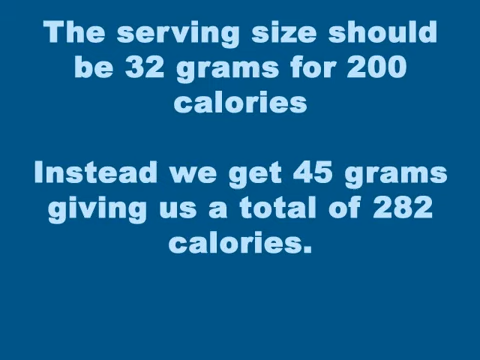 The serving size should
be 32 grams for 200
calories
Instead we get 45 grams
giving us a total of 282
calories.